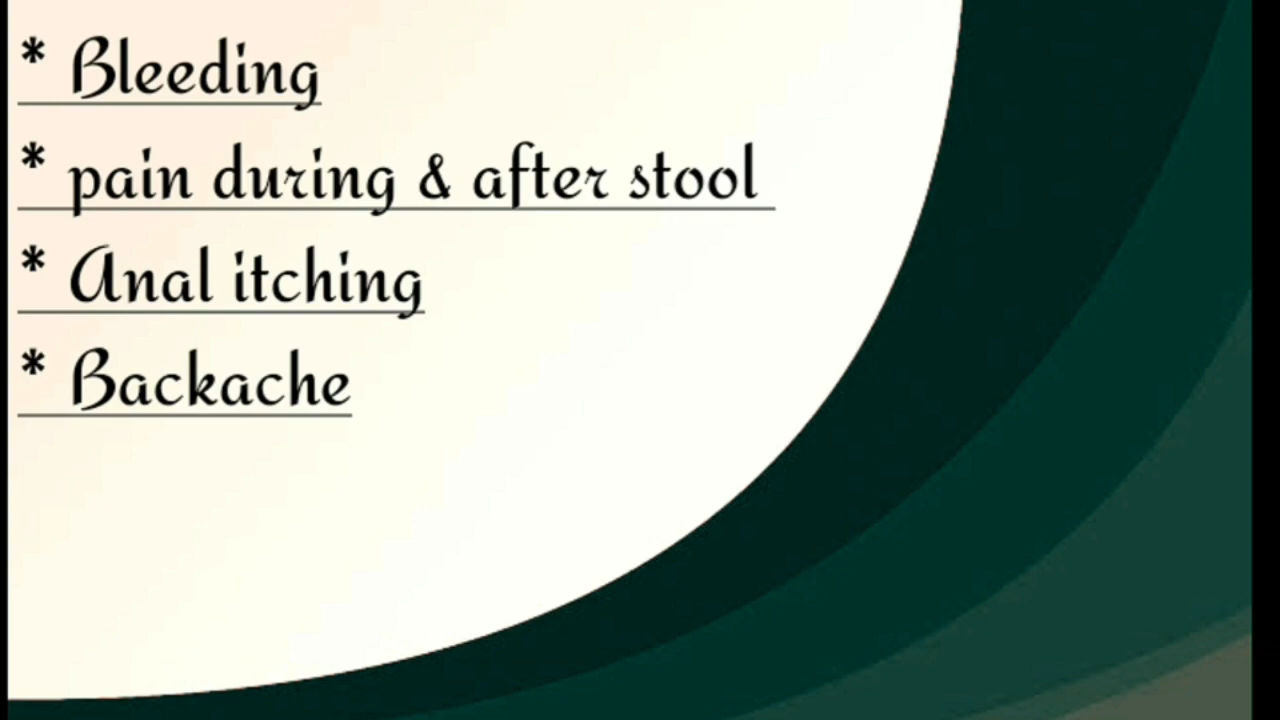 * Bleeding
* pain during & after stool
* Anal itching
* Backache